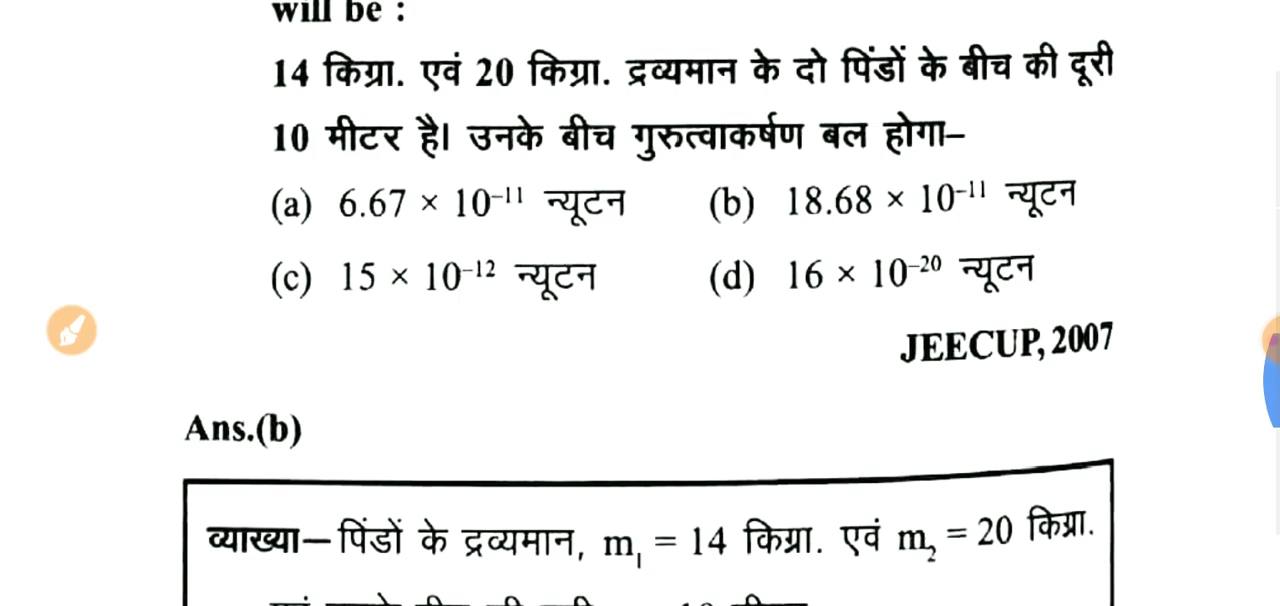 will be :
14 किग्रा. एवं 20 किग्रा. द्रव्यमान के दो पिंडों के बीच की दूरी
10 मीटर है। उनके बीच गुरुत्वाकर्षण बल होगा–
(a) 6.67 × 10⁻¹¹ न्यूटन (b) 18.68 × 10⁻¹¹ न्यूटन
(c) 15 × 10⁻¹² न्यूटन (d) 16 × 10⁻²⁰ न्यूटन
JEECUP, 2007
Ans.(b)
व्याख्या–पिंडों के द्रव्यमान, m₁ = 14 किग्रा. एवं m₂ = 20 किग्रा.